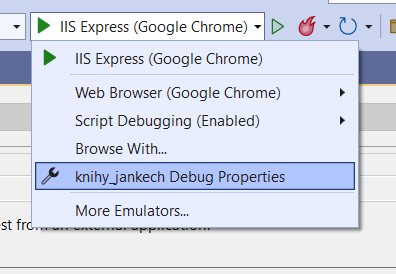 IIS Express (Google Chrome)
IIS Express (Google Chrome)
Web Browser (Google Chrome)
Script Debugging (Enabled)
Browse With...
knihy_jankech Debug Properties
More Emulators...
from an external application.